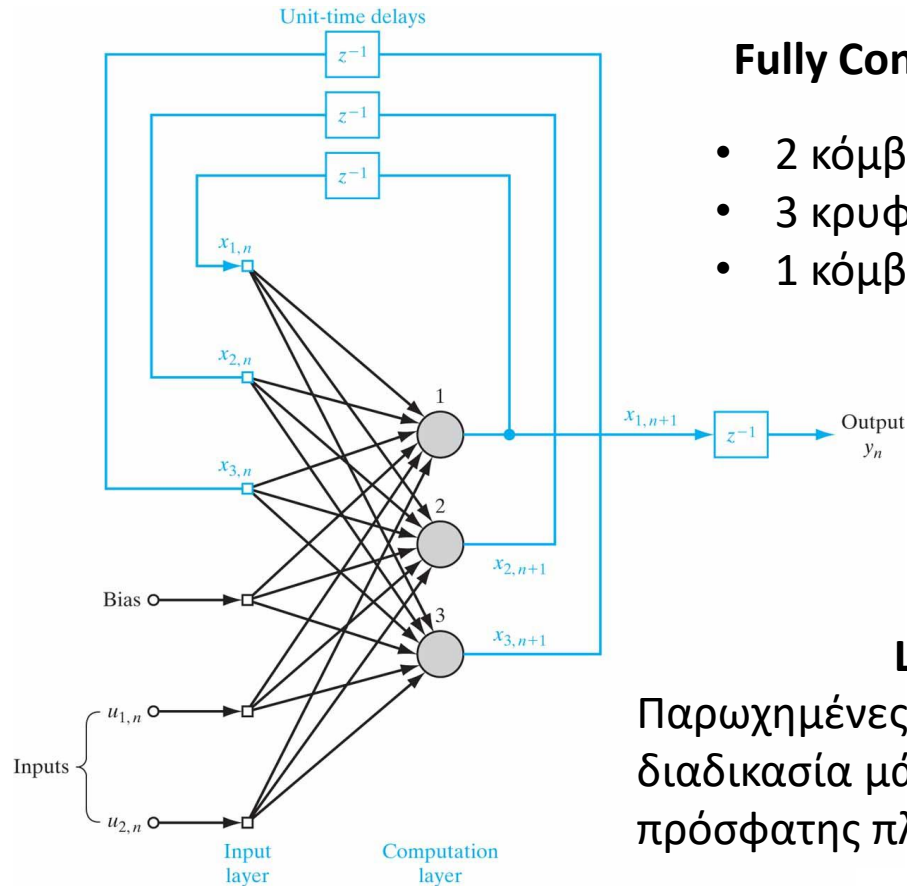 Unit-time delays
z⁻¹
z⁻¹
z⁻¹
x₁,ₙ
x₂,ₙ
x₃,ₙ
1
2
3
x₁,ₙ₊₁
z⁻¹
Output
yₙ
x₂,ₙ₊₁
x₃,ₙ₊₁
Bias
Inputs
u₁,ₙ
u₂,ₙ
Input
layer
Computation
layer
Fully Con
• 2 κόμβ
• 3 κρυφ
• 1 κόμβ
L
Παρωχημένες
διαδικασία μά
πρόσφατης πλ